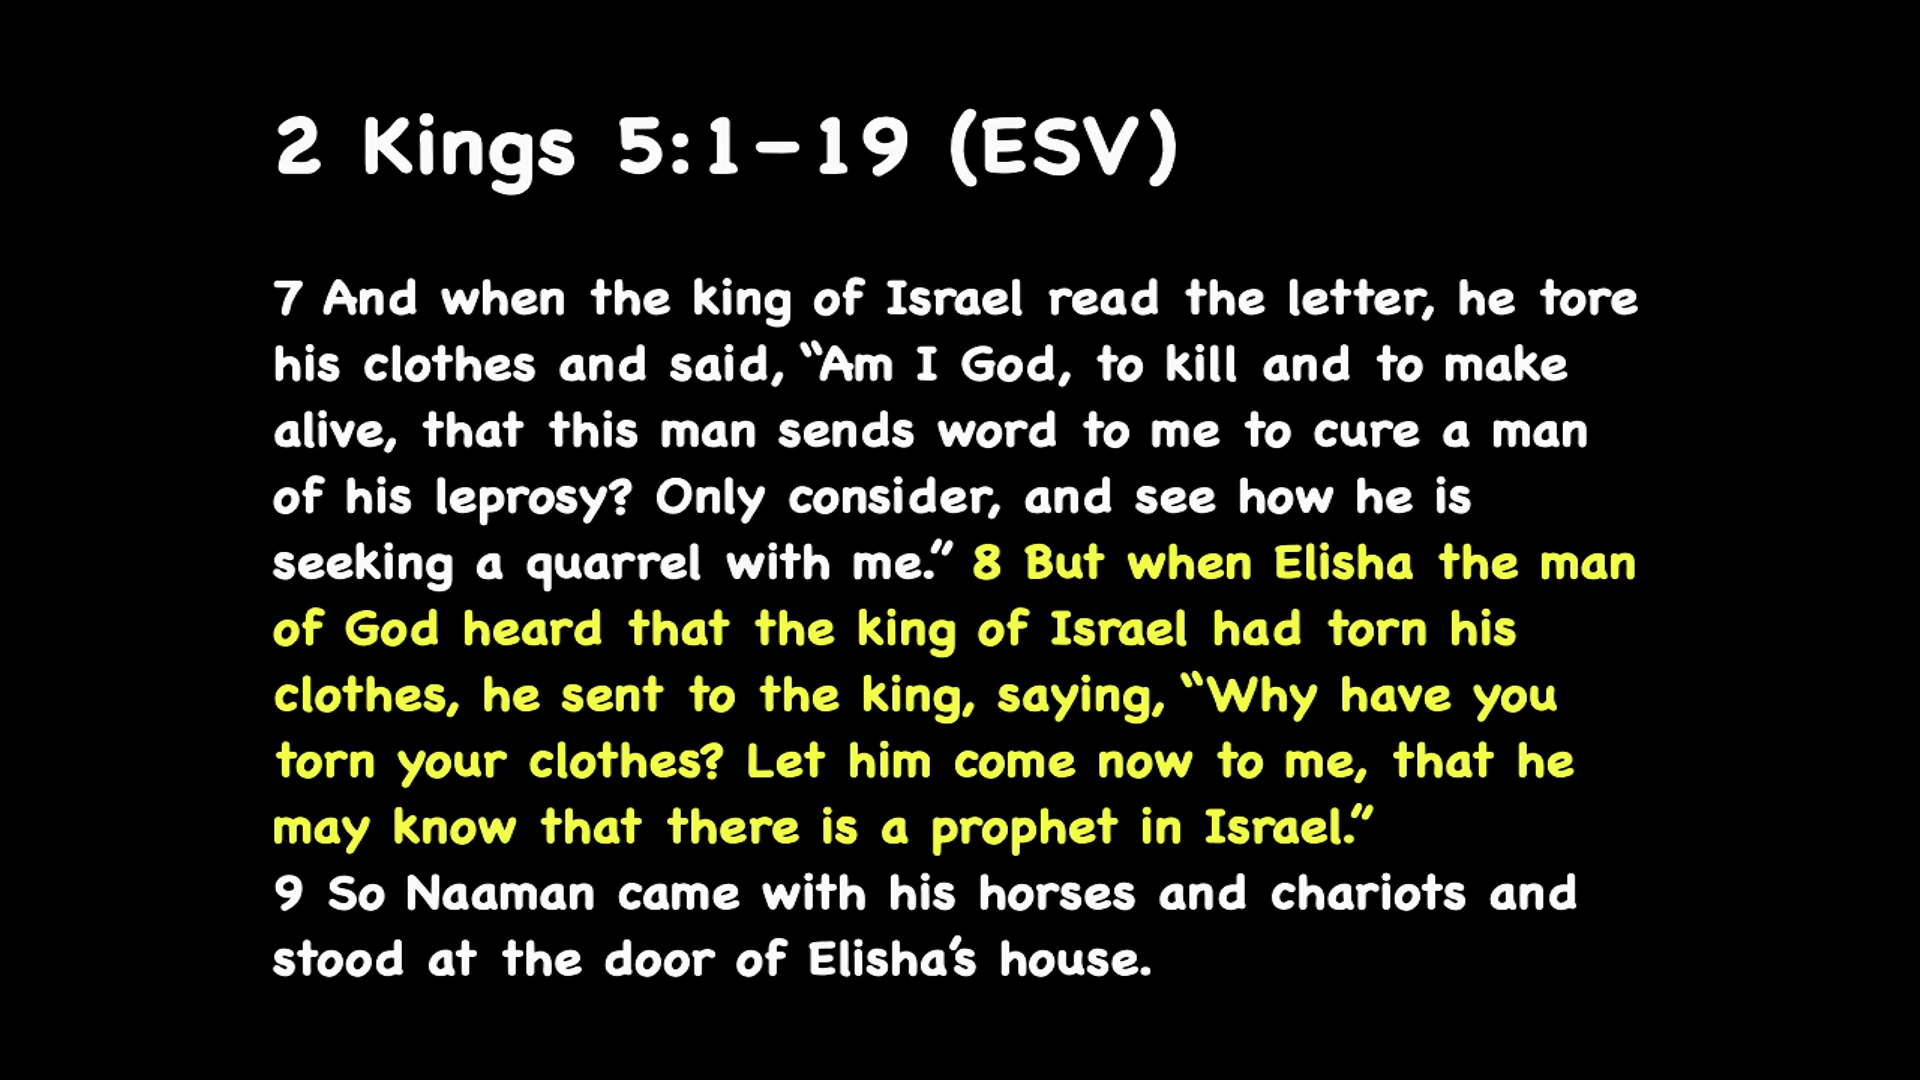 2 Kings 5:1-19 (ESV)
7 And when the king of Israel read the letter, he tore
his clothes and said, “Am I God, to kill and to make
alive, that this man sends word to me to cure a man
of his leprosy? Only consider, and see how he is
seeking a quarrel with me.” 8 But when Elisha the man
of God heard that the king of Israel had torn his
clothes, he sent to the king, saying, “Why have you
torn your clothes? Let him come now to me, that he
may know that there is a prophet in Israel.”
9 So Naaman came with his horses and chariots and
stood at the door of Elisha’s house.